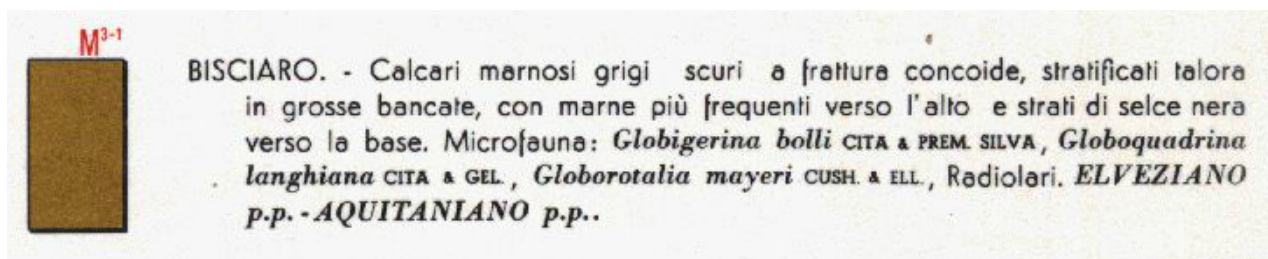 M³⁻¹
BISCIARO. - Calcari marnosi grigi scuri a frattura concoide, stratificati talora
in grosse bancate, con marne più frequenti verso l'alto e strati di selce nera
verso la base. Microfauna: Globigerina bolli CITA & PREM. SILVA, Globoquadrina
langhiana CITA & GEL., Globorotalia mayeri CUSH. & ELL., Radiolari. ELVEZIANO
p.p. - AQUITANIANO p.p..